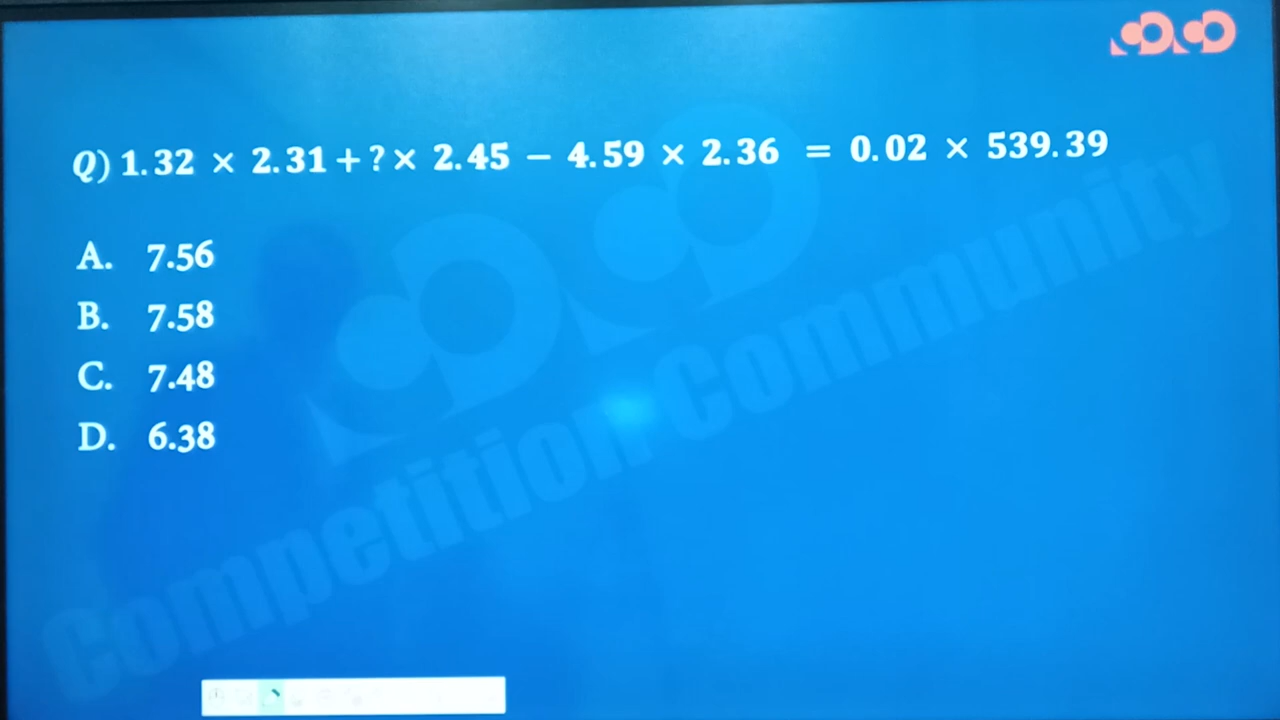 Q) 1.32 × 2.31 + ? × 2.45 − 4.59 × 2.36 = 0.02 × 539.39
A. 7.56
B. 7.58
C. 7.48
D. 6.38
Competition Community